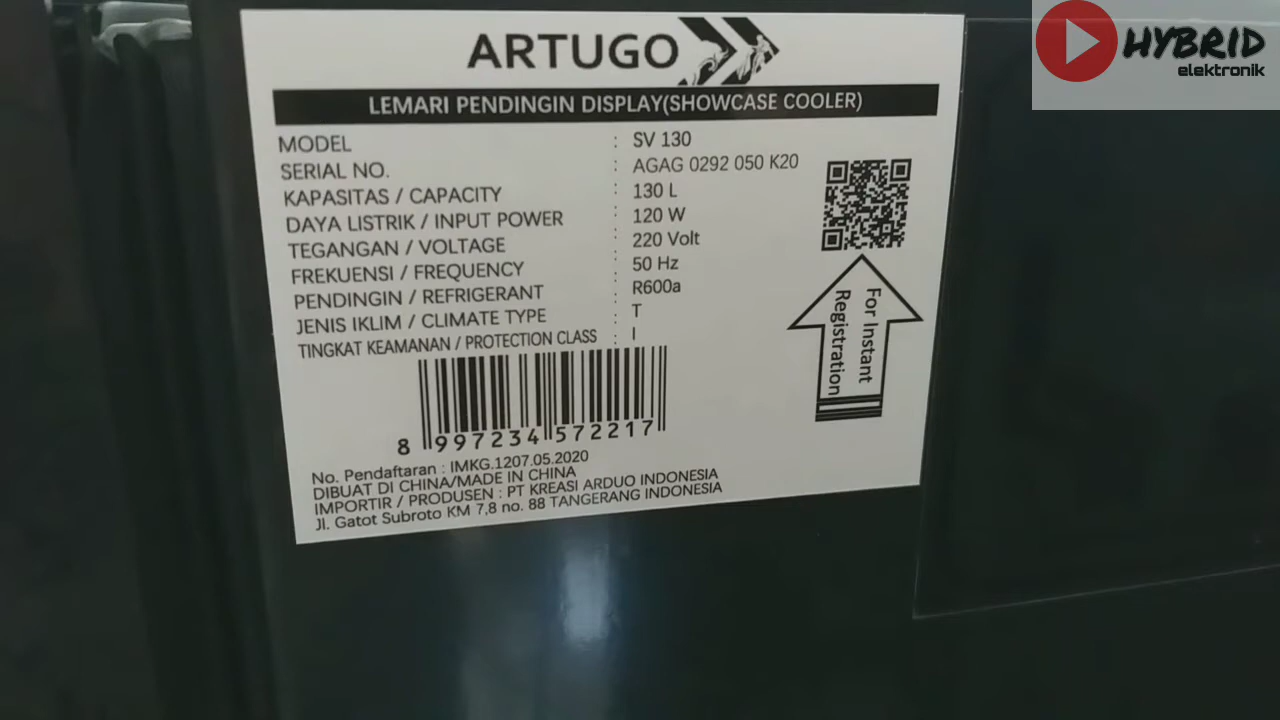 ARTUGO
LEMARI PENDINGIN DISPLAY(SHOWCASE COOLER)
MODEL : SV 130
SERIAL NO. : AGAG 0292 050 K20
KAPASITAS / CAPACITY : 130 L
DAYA LISTRIK / INPUT POWER : 120 W
TEGANGAN / VOLTAGE : 220 Volt
FREKUENSI / FREQUENCY : 50 Hz
PENDINGIN / REFRIGERANT : R600a
JENIS IKLIM / CLIMATE TYPE : T
TINGKAT KEAMANAN / PROTECTION CLASS : I
For Instant
Registration
8 997234 572217
No. Pendaftaran : IMKG.1207.05.2020
DIBUAT DI CHINA/MADE IN CHINA
IMPORTIR / PRODUSEN : PT KREASI ARDUO INDONESIA
Jl. Gatot Subroto KM 7,8 no. 88 TANGERANG INDONESIA
HYBRID
elektronik